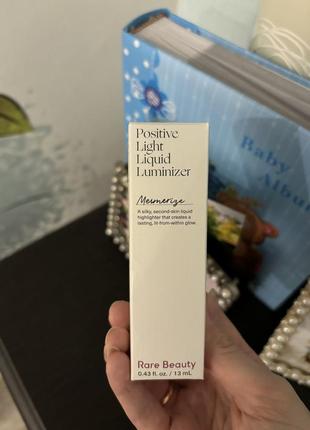 Positive
Light
Liquid
Luminizer
Mesmerize
A silky, second-skin liquid
highlighter that creates a
lasting, lit-from-within glow.
Rare Beauty
0.43 fl. oz. / 13 mL
Baby
Album